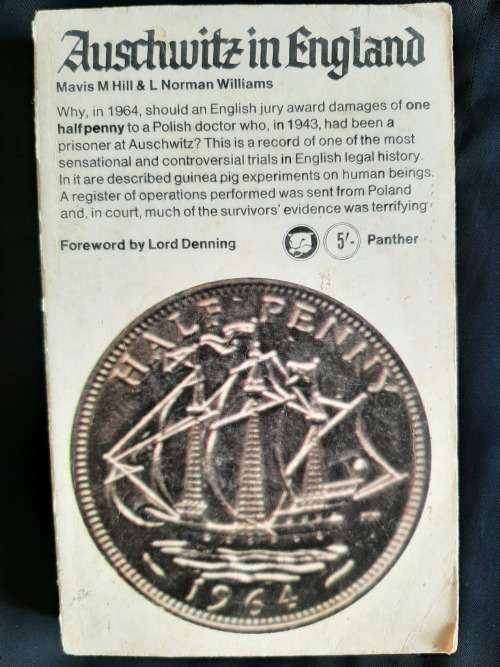 Auschwitz in England
Mavis M Hill & L Norman Williams
Why, in 1964, should an English jury award damages of one
halfpenny to a Polish doctor who, in 1943, had been a
prisoner at Auschwitz? This is a record of one of the most
sensational and controversial trials in English legal history.
In it are described guinea pig experiments on human beings.
A register of operations performed was sent from Poland
and, in court, much of the survivors' evidence was terrifying
Foreword by Lord Denning
5/- Panther
HALF PENNY
1964